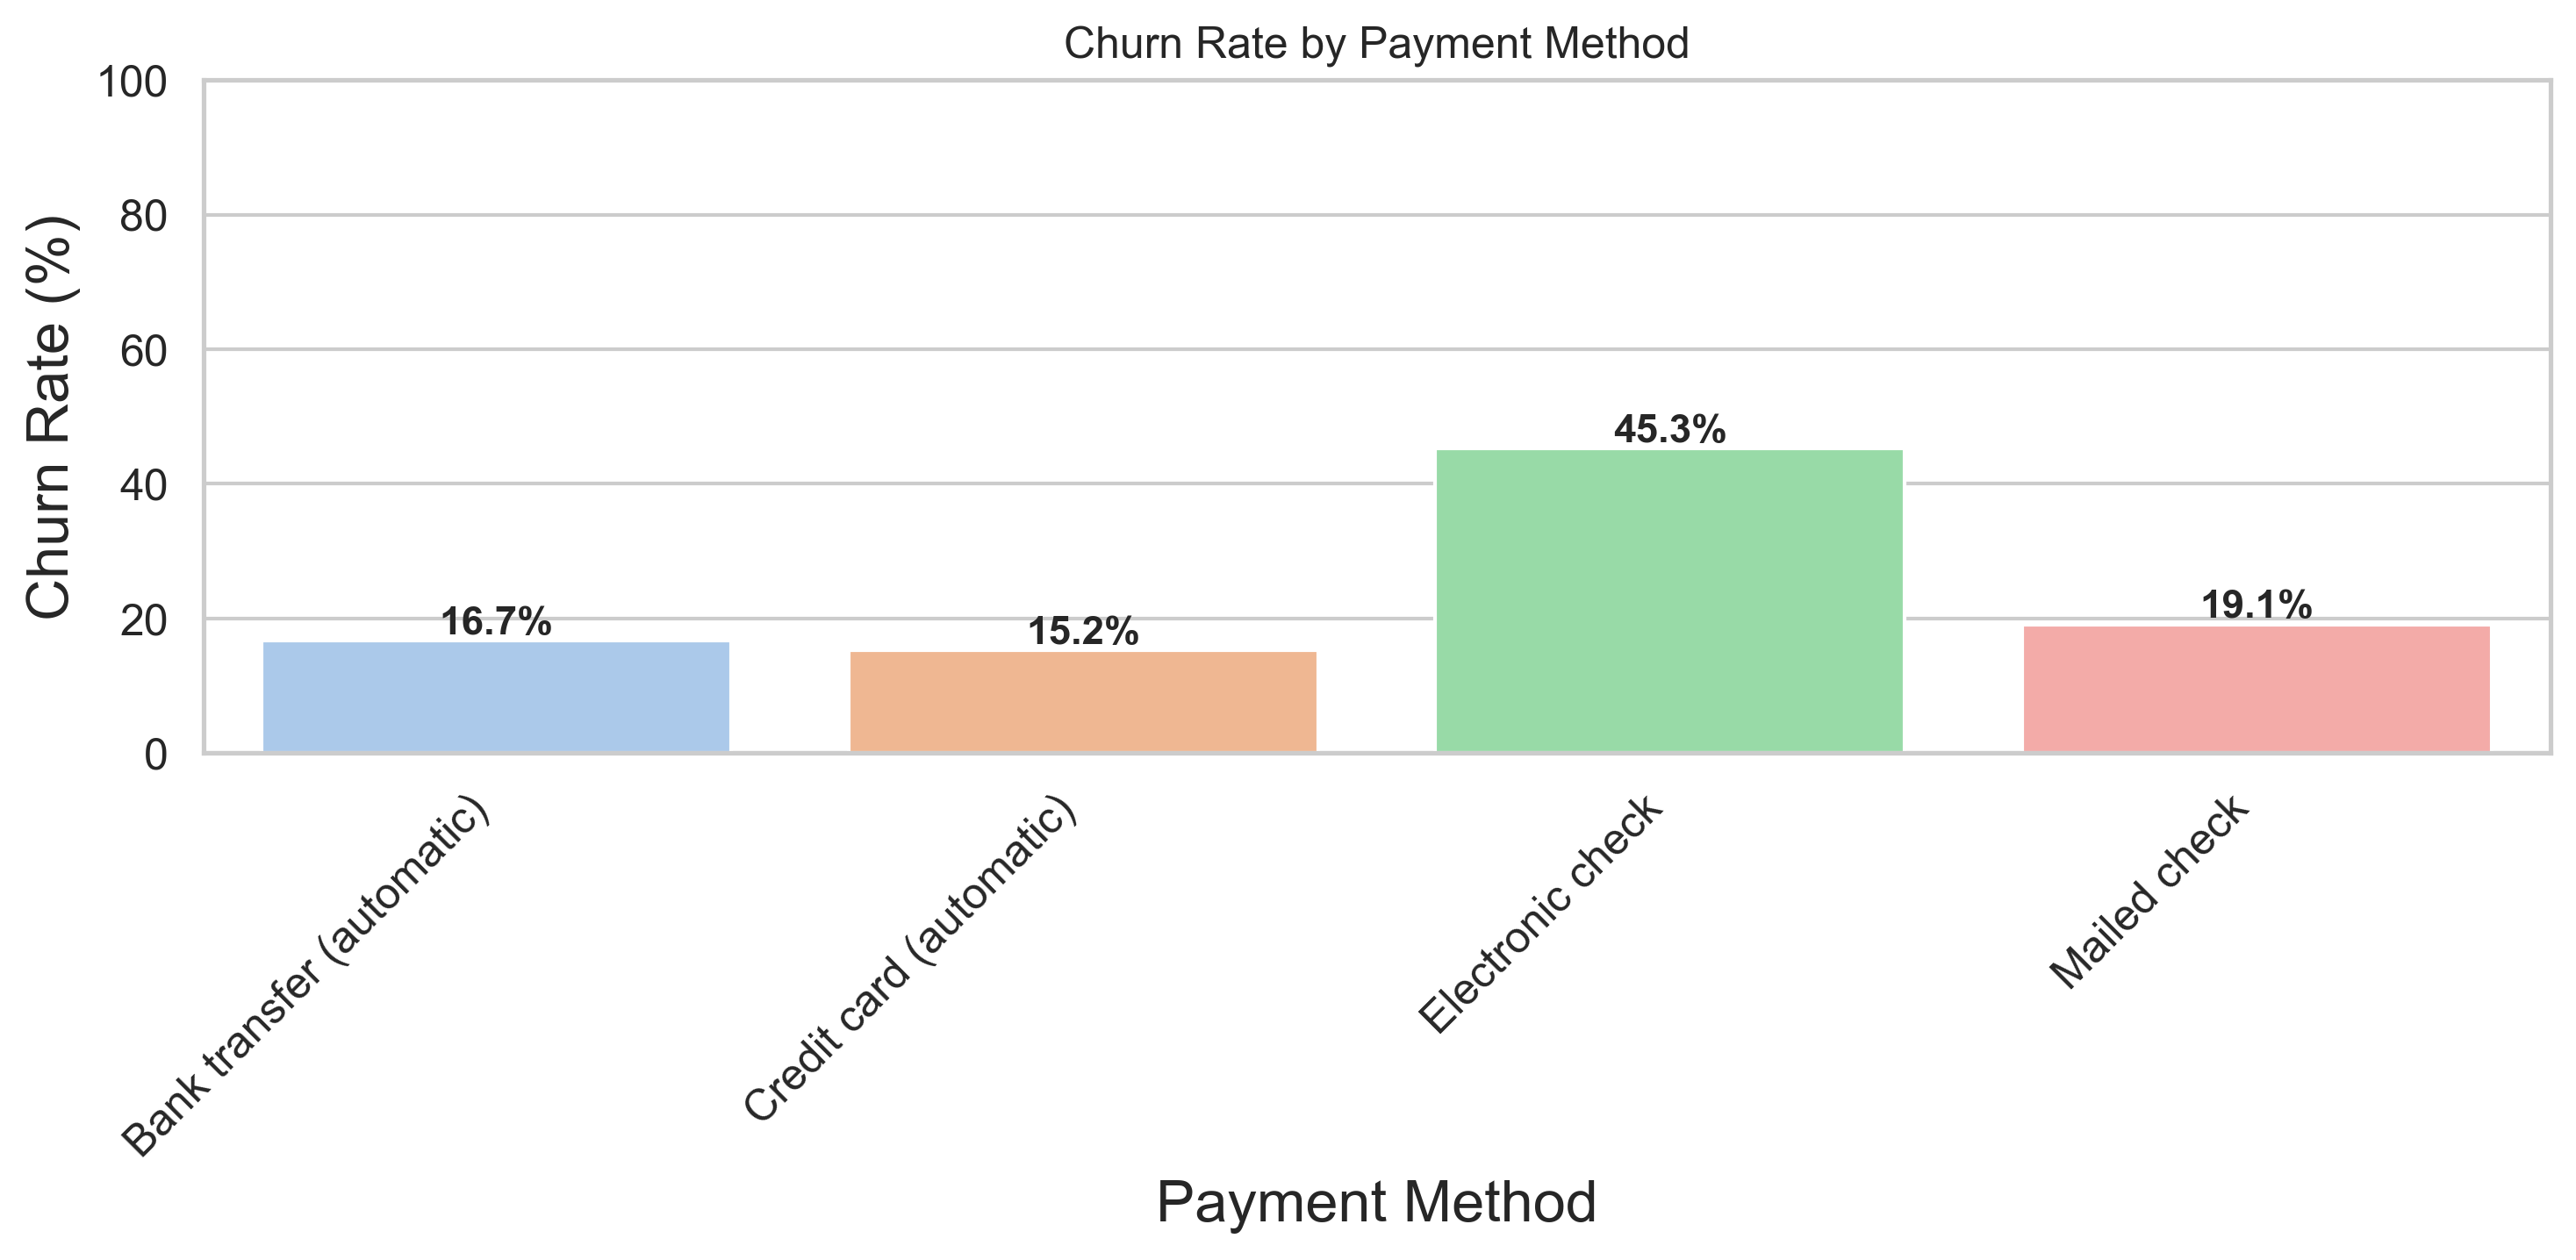 Churn Rate by Payment Method
Churn Rate (%)
100
80
60
40
20
0
16.7%
15.2%
45.3%
19.1%
Bank transfer (automatic)
Credit card (automatic)
Electronic check
Mailed check
Payment Method